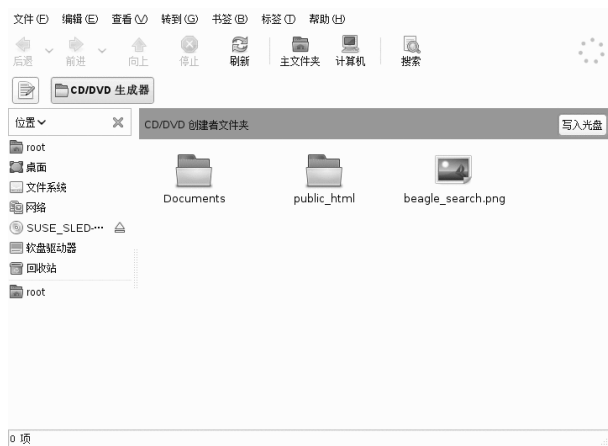 文件(F) 编辑(E) 查看(V) 转到(G) 书签(B) 标签(T) 帮助(H)
后退 前进 向上 停止 刷新 主文件夹 计算机 搜索
CD/DVD 生成器
位置 CD/DVD 创建者文件夹 写入光盘
root
桌面
文件系统
网络
SUSE_SLED-···
软盘驱动器
回收站
root
Documents public_html beagle_search.png
0 项